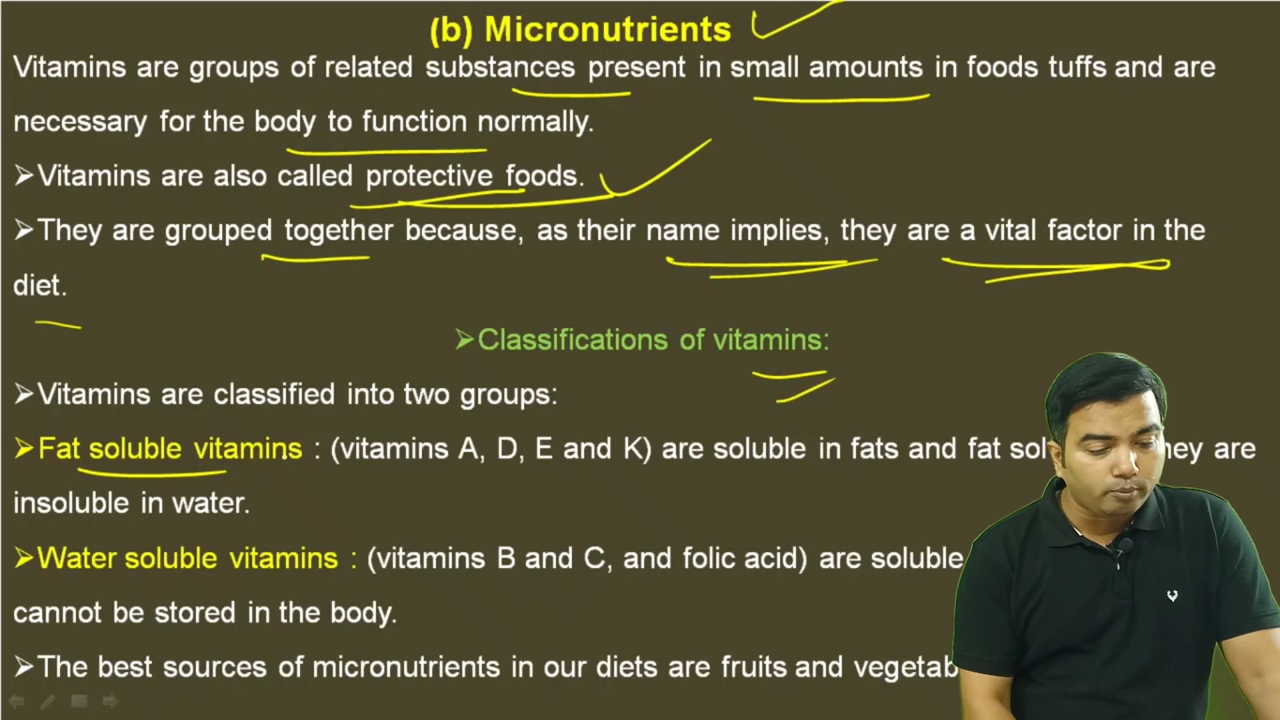 (b) Micronutrients
Vitamins are groups of related substances present in small amounts in foods tuffs and are
necessary for the body to function normally.
➢Vitamins are also called protective foods.
➢They are grouped together because, as their name implies, they are a vital factor in the
diet.
➢Classifications of vitamins:
➢Vitamins are classified into two groups:
➢Fat soluble vitamins : (vitamins A, D, E and K) are soluble in fats and fat are
insoluble in water.
➢Water soluble vitamins : (vitamins B and C, and folic acid) are soluble
cannot be stored in the body.
➢The best sources of micronutrients in our diets are fruits and